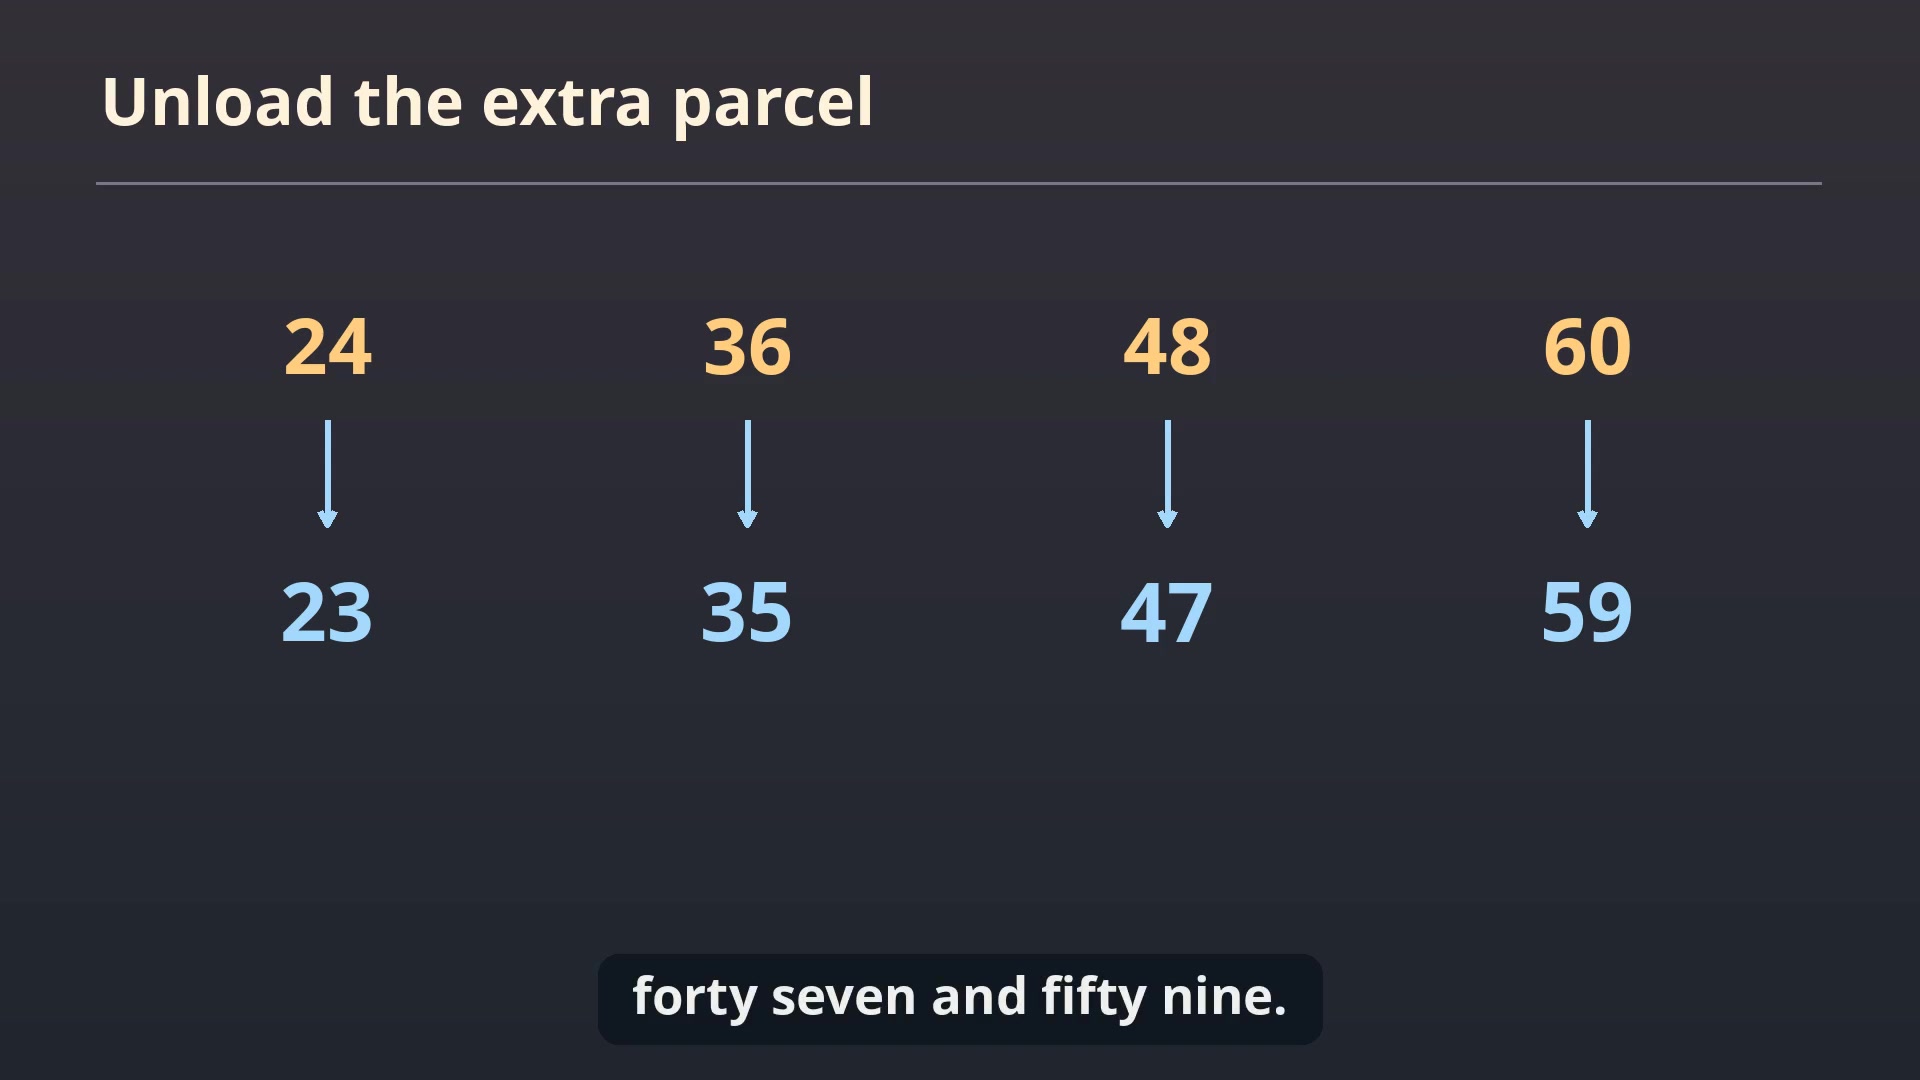 Unload the extra parcel
24 36 48 60
23 35 47 59
forty seven and fifty nine.